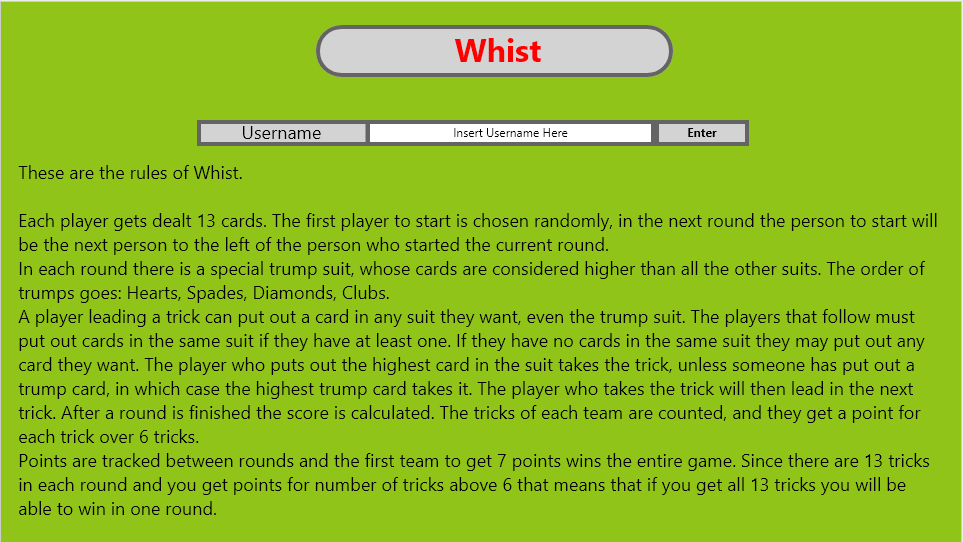 Whist
Username
Insert Username Here
Enter
These are the rules of Whist.
Each player gets dealt 13 cards. The first player to start is chosen randomly, in the next round the person to start will
be the next person to the left of the person who started the current round.
In each round there is a special trump suit, whose cards are considered higher than all the other suits. The order of
trumps goes: Hearts, Spades, Diamonds, Clubs.
A player leading a trick can put out a card in any suit they want, even the trump suit. The players that follow must
put out cards in the same suit if they have at least one. If they have no cards in the same suit they may put out any
card they want. The player who puts out the highest card in the suit takes the trick, unless someone has put out a
trump card, in which case the highest trump card takes it. The player who takes the trick will then lead in the next
trick. After a round is finished the score is calculated. The tricks of each team are counted, and they get a point for
each trick over 6 tricks.
Points are tracked between rounds and the first team to get 7 points wins the entire game. Since there are 13 tricks
in each round and you get points for number of tricks above 6 that means that if you get all 13 tricks you will be
able to win in one round.